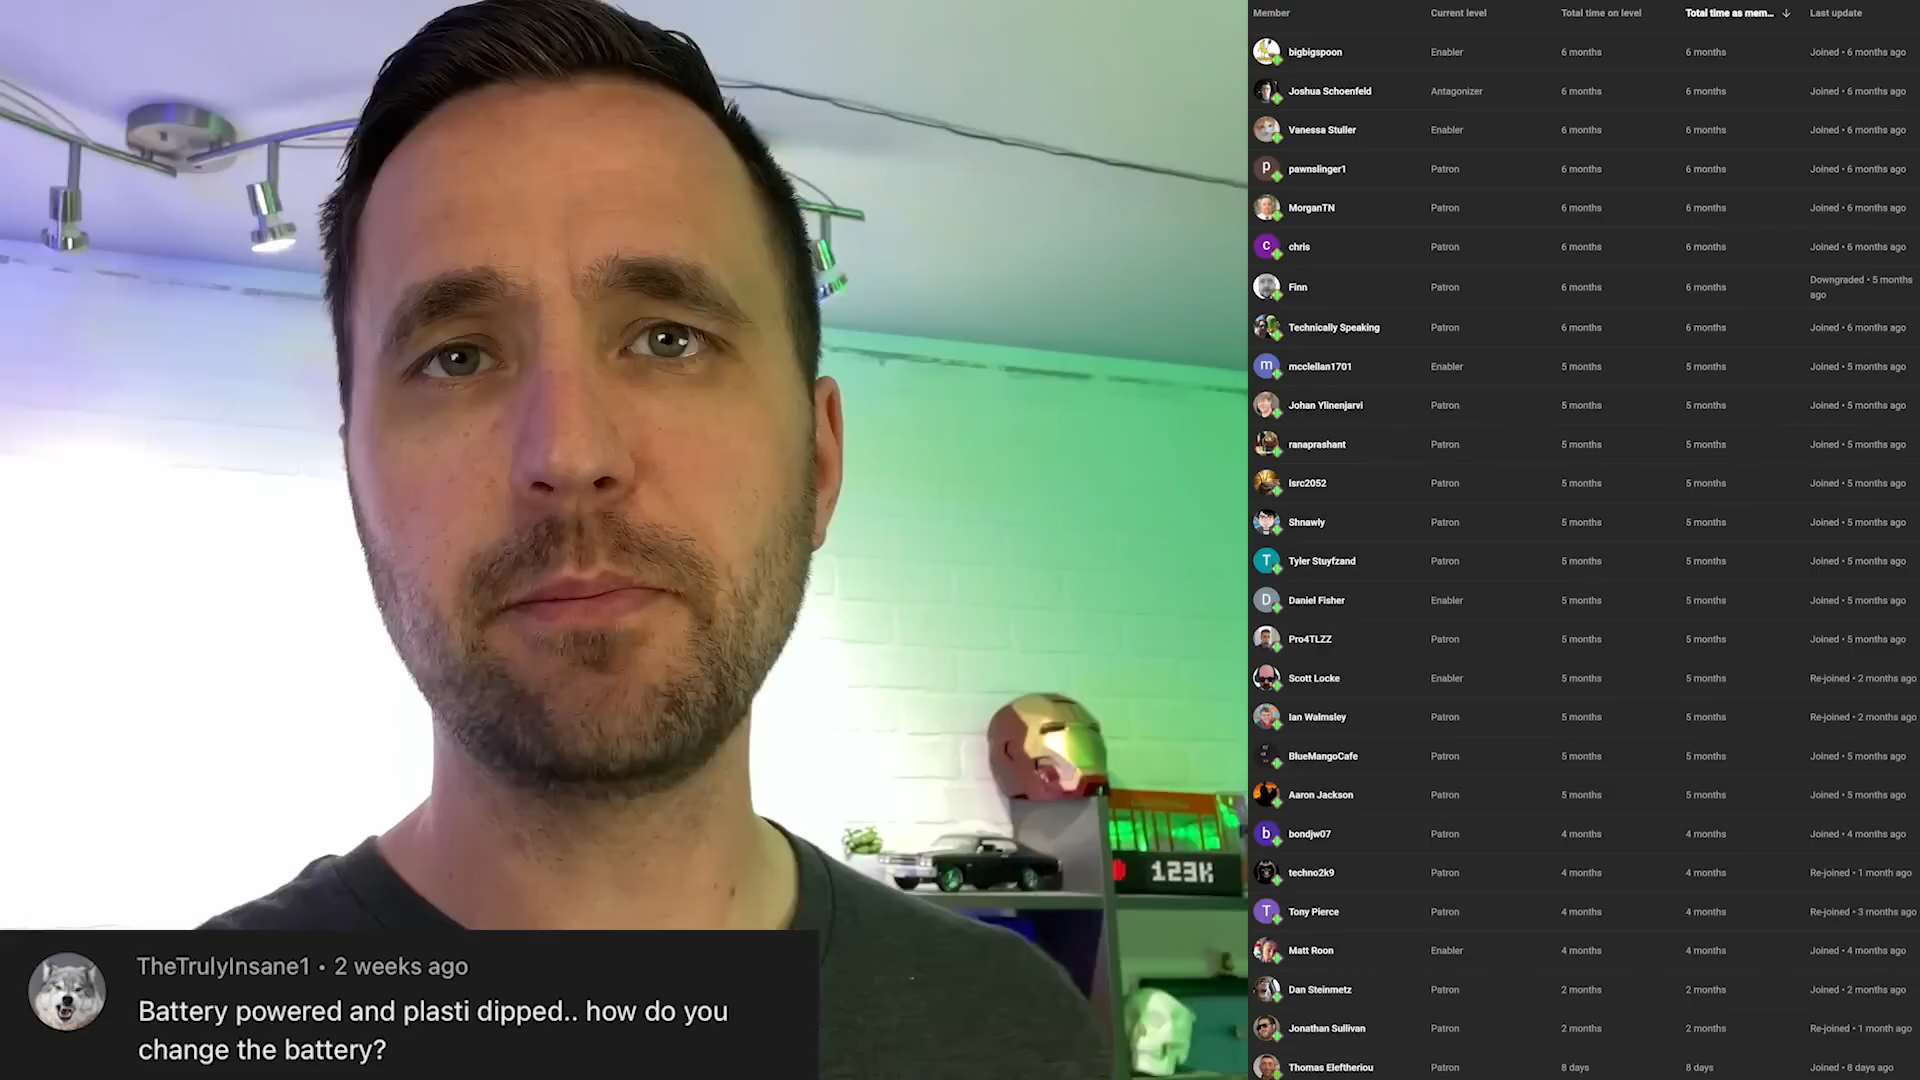 Member Current level Total time on level Total time as mem... Last update
bigbigspoon Enabler 6 months 6 months Joined • 6 months ago
Joshua Schoenfeld Antagonizer 6 months 6 months Joined • 6 months ago
Vanessa Stuller Enabler 6 months 6 months Joined • 6 months ago
P pawnslinger1 Patron 6 months 6 months Joined • 6 months ago
MorganTN Patron 6 months 6 months Joined • 6 months ago
c chris Patron 6 months 6 months Joined • 6 months ago
Finn Patron 6 months 6 months Downgraded • 5 months
ago
Technically Speaking Patron 6 months 6 months Joined • 6 months ago
m mcclellan1701 Enabler 5 months 5 months Joined • 5 months ago
Johan Ylinenjarvi Patron 5 months 5 months Joined • 5 months ago
ranaprashant Patron 5 months 5 months Joined • 5 months ago
lsrc2052 Patron 5 months 5 months Joined • 5 months ago
Shnawly Patron 5 months 5 months Joined • 5 months ago
T Tyler Stuyfzand Patron 5 months 5 months Joined • 5 months ago
D Daniel Fisher Enabler 5 months 5 months Joined • 5 months ago
Pro4TLZZ Patron 5 months 5 months Joined • 5 months ago
Scott Locke Enabler 5 months 5 months Re-joined • 2 months ago
Ian Walmsley Patron 5 months 5 months Re-joined • 2 months ago
BlueMangoCafe Patron 5 months 5 months Joined • 5 months ago
Aaron Jackson Patron 5 months 5 months Joined • 5 months ago
b bondjw07 Patron 4 months 4 months Joined • 4 months ago
techno2k9 Patron 4 months 4 months Re-joined • 1 month ago
T Tony Pierce Patron 4 months 4 months Re-joined • 3 months ago
Matt Roon Enabler 4 months 4 months Joined • 4 months ago
Dan Steinmetz Patron 2 months 2 months Joined • 2 months ago
Jonathan Sullivan Patron 2 months 2 months Re-joined • 1 month ago
Thomas Eleftheriou Patron 8 days 8 days Joined • 8 days ago
123K
TheTrulyInsane1 • 2 weeks ago
Battery powered and plasti dipped.. how do you
change the battery?